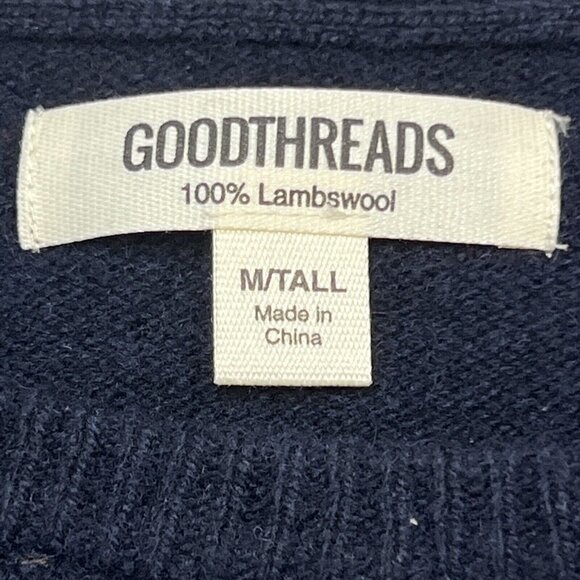 GOODTHREADS
100% Lambswool
M/TALL
Made in
China